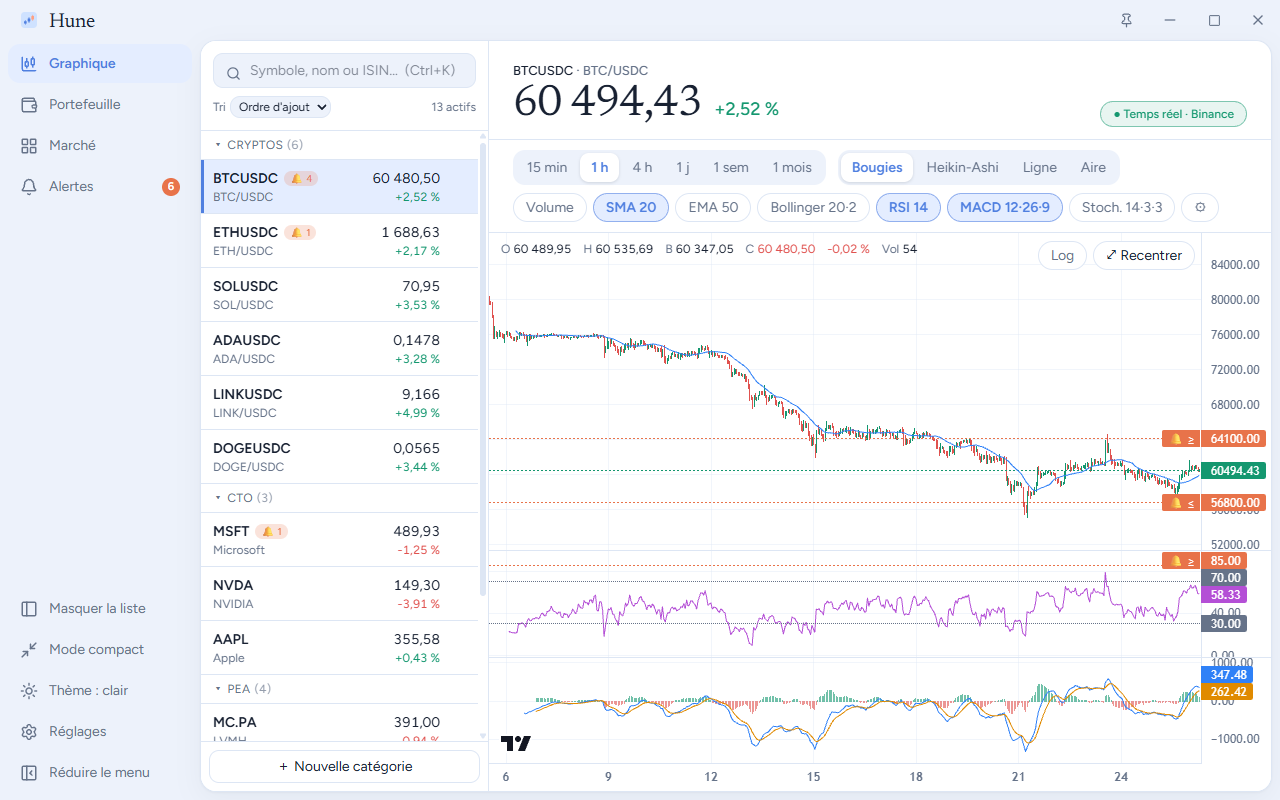 Hune
Graphique
Portefeuille
Marché
Alertes 6
Masquer la liste
Mode compact
Thème : clair
Réglages
Réduire le menu
Symbole, nom ou ISIN… (Ctrl+K)
Tri Ordre d'ajout 13 actifs
CRYPTOS (6)
BTCUSDC 4 60 480,50
BTC/USDC +2,52 %
ETHUSDC 1 1 688,63
ETH/USDC +2,17 %
SOLUSDC 70,95
SOL/USDC +3,53 %
ADAUSDC 0,1478
ADA/USDC +3,28 %
LINKUSDC 9,166
LINK/USDC +4,99 %
DOGEUSDC 0,0565
DOGE/USDC +3,44 %
CTO (3)
MSFT 1 489,93
Microsoft -1,25 %
NVDA 149,30
NVIDIA -3,91 %
AAPL 355,58
Apple +0,43 %
PEA (4)
MC.PA 391,00
LVMH -0,94 %
+ Nouvelle catégorie
BTCUSDC · BTC/USDC
60 494,43 +2,52 %
● Temps réel · Binance
15 min 1 h 4 h 1 j 1 sem 1 mois Bougies Heikin-Ashi Ligne Aire
Volume SMA 20 EMA 50 Bollinger 20·2 RSI 14 MACD 12·26·9 Stoch. 14·3·3
O 60 489,95 H 60 535,69 B 60 347,05 C 60 480,50 -0,02 % Vol 54
Log Recentrer
84000.00
80000.00
76000.00
72000.00
68000.00
≥ 64100.00
60494.43
≤ 56800.00
56000.00
52000.00
≥ 85.00
70.00
58.33
40.00
30.00
0.00
1000.00
347.48
262.42
0.00
−1000.00
6 9 12 15 18 21 24